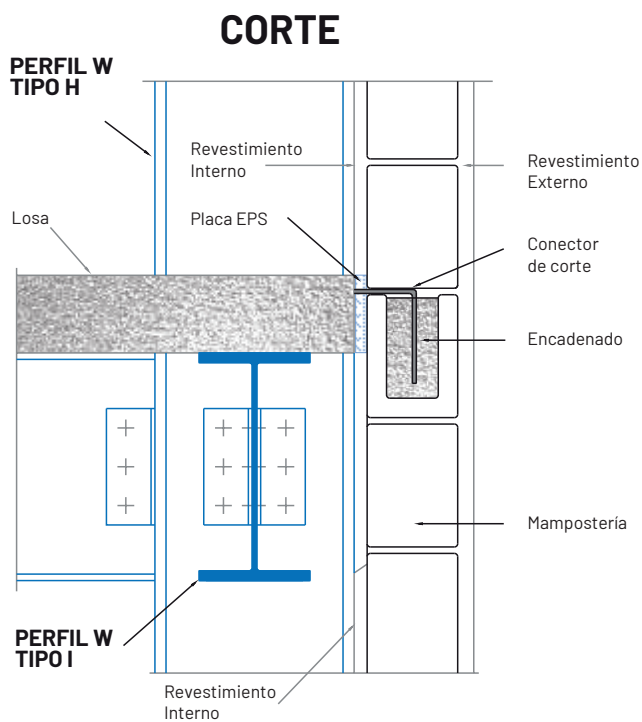 CORTE
PERFIL W
TIPO H
Revestimiento
Interno
Revestimiento
Externo
Losa
Placa EPS
Conector
de corte
Encadenado
Mampostería
PERFIL W
TIPO I
Revestimiento
Interno